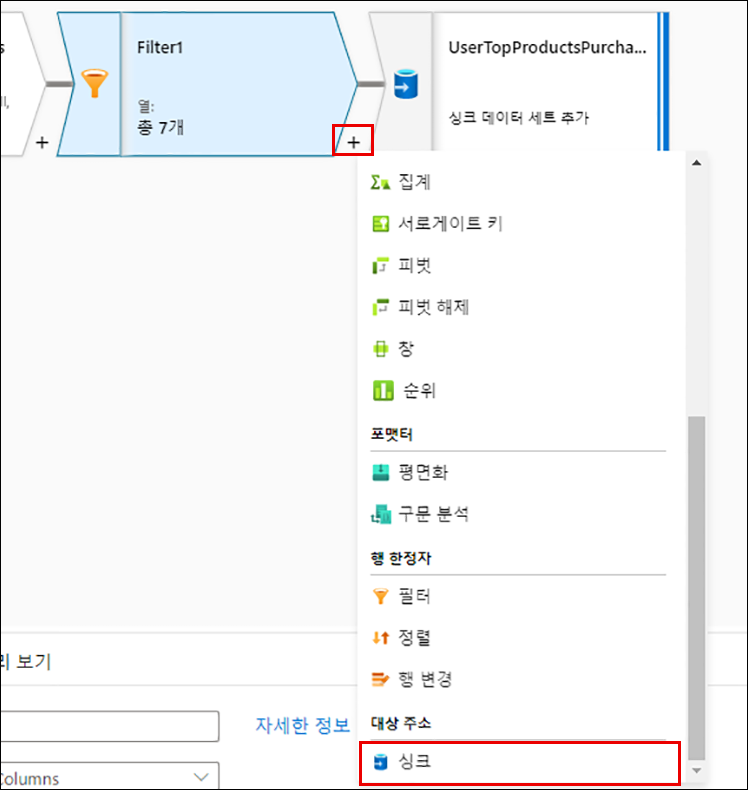 s
Filter1
UserTopProductsPurcha...
열:
총 7개
싱크 데이터 세트 추가
+
+
집계
서로게이트 키
피벗
피벗 해제
창
순위
포맷터
평면화
구문 분석
행 한정자
필터
정렬
행 변경
리 보기
대상 주소
자세한 정보
싱크
Columns